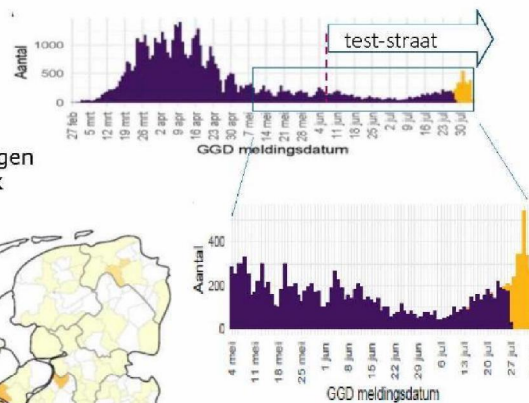 test-straat
Aantal
1000
500
0
27 feb
5 mrt
12 mrt
19 mrt
26 mrt
2 apr
9 apr
16 apr
23 apr
30 apr
7 mei
14 mei
21 mei
28 mei
4 jun
11 jun
18 jun
25 jun
2 jul
9 jul
16 jul
23 jul
30 jul
GGD meldingsdatum
gen
k
Aantal
400
200
0
4 mei
11 mei
18 mei
25 mei
1 jun
8 jun
15 jun
22 jun
29 jun
6 jul
13 jul
20 jul
27 jul
GGD meldingsdatum